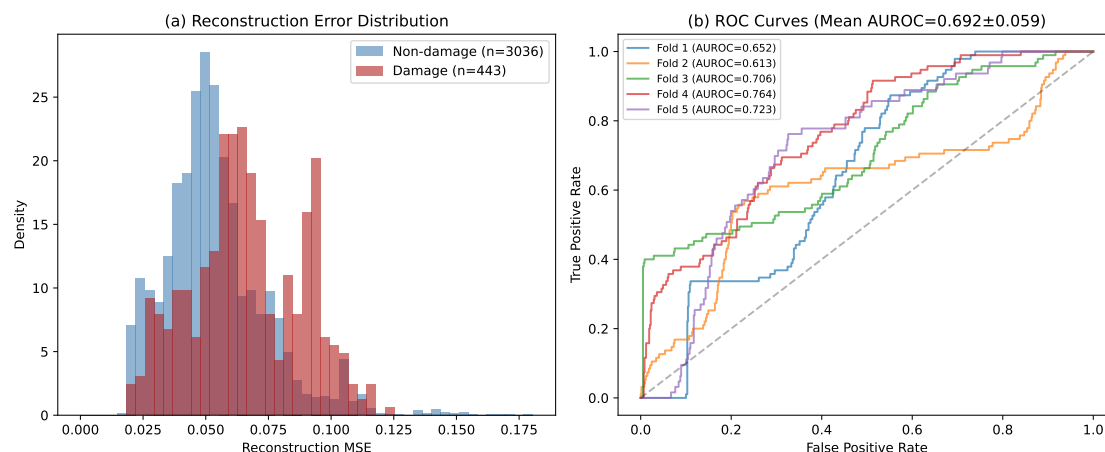 (a) Reconstruction Error Distribution
Non-damage (n=3036)
Damage (n=443)
Density
25
20
15
10
5
0
0.000 0.025 0.050 0.075 0.100 0.125 0.150 0.175
Reconstruction MSE
(b) ROC Curves (Mean AUROC=0.692±0.059)
Fold 1 (AUROC=0.652)
Fold 2 (AUROC=0.613)
Fold 3 (AUROC=0.706)
Fold 4 (AUROC=0.764)
Fold 5 (AUROC=0.723)
True Positive Rate
1.0
0.8
0.6
0.4
0.2
0.0
0.0 0.2 0.4 0.6 0.8 1.0
False Positive Rate